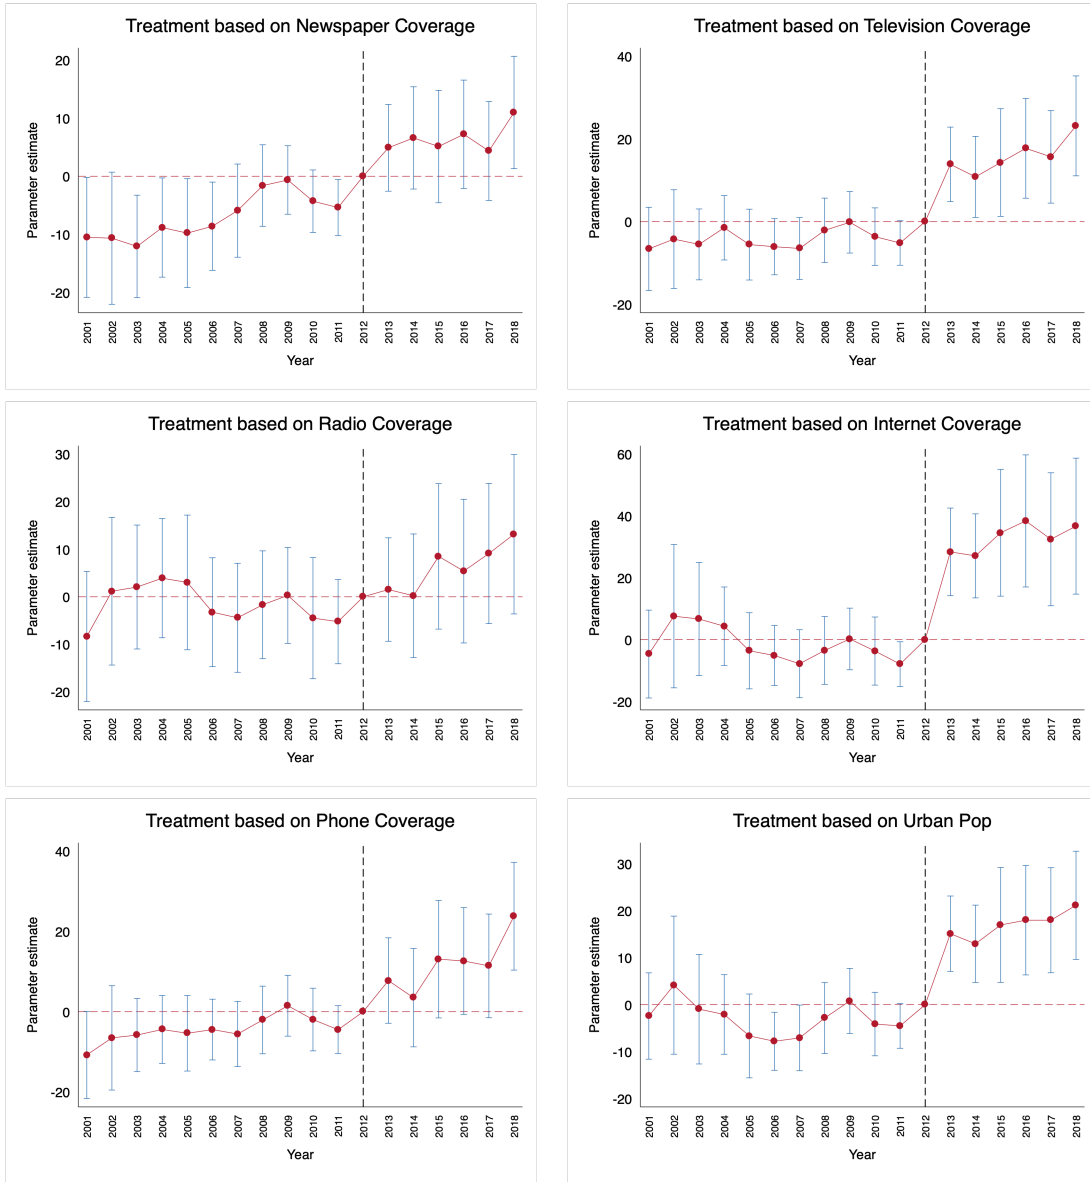 Treatment based on Newspaper Coverage
Parameter estimate
20
10
0
-10
-20
2001 2002 2003 2004 2005 2006 2007 2008 2009 2010 2011 2012 2013 2014 2015 2016 2017 2018
Year
Treatment based on Television Coverage
Parameter estimate
40
20
0
-20
2001 2002 2003 2004 2005 2006 2007 2008 2009 2010 2011 2012 2013 2014 2015 2016 2017 2018
Year
Treatment based on Radio Coverage
Parameter estimate
30
20
10
0
-10
-20
2001 2002 2003 2004 2005 2006 2007 2008 2009 2010 2011 2012 2013 2014 2015 2016 2017 2018
Year
Treatment based on Internet Coverage
Parameter estimate
60
40
20
0
-20
2001 2002 2003 2004 2005 2006 2007 2008 2009 2010 2011 2012 2013 2014 2015 2016 2017 2018
Year
Treatment based on Phone Coverage
Parameter estimate
40
20
0
-20
2001 2002 2003 2004 2005 2006 2007 2008 2009 2010 2011 2012 2013 2014 2015 2016 2017 2018
Year
Treatment based on Urban Pop
Parameter estimate
30
20
10
0
-10
-20
2001 2002 2003 2004 2005 2006 2007 2008 2009 2010 2011 2012 2013 2014 2015 2016 2017 2018
Year